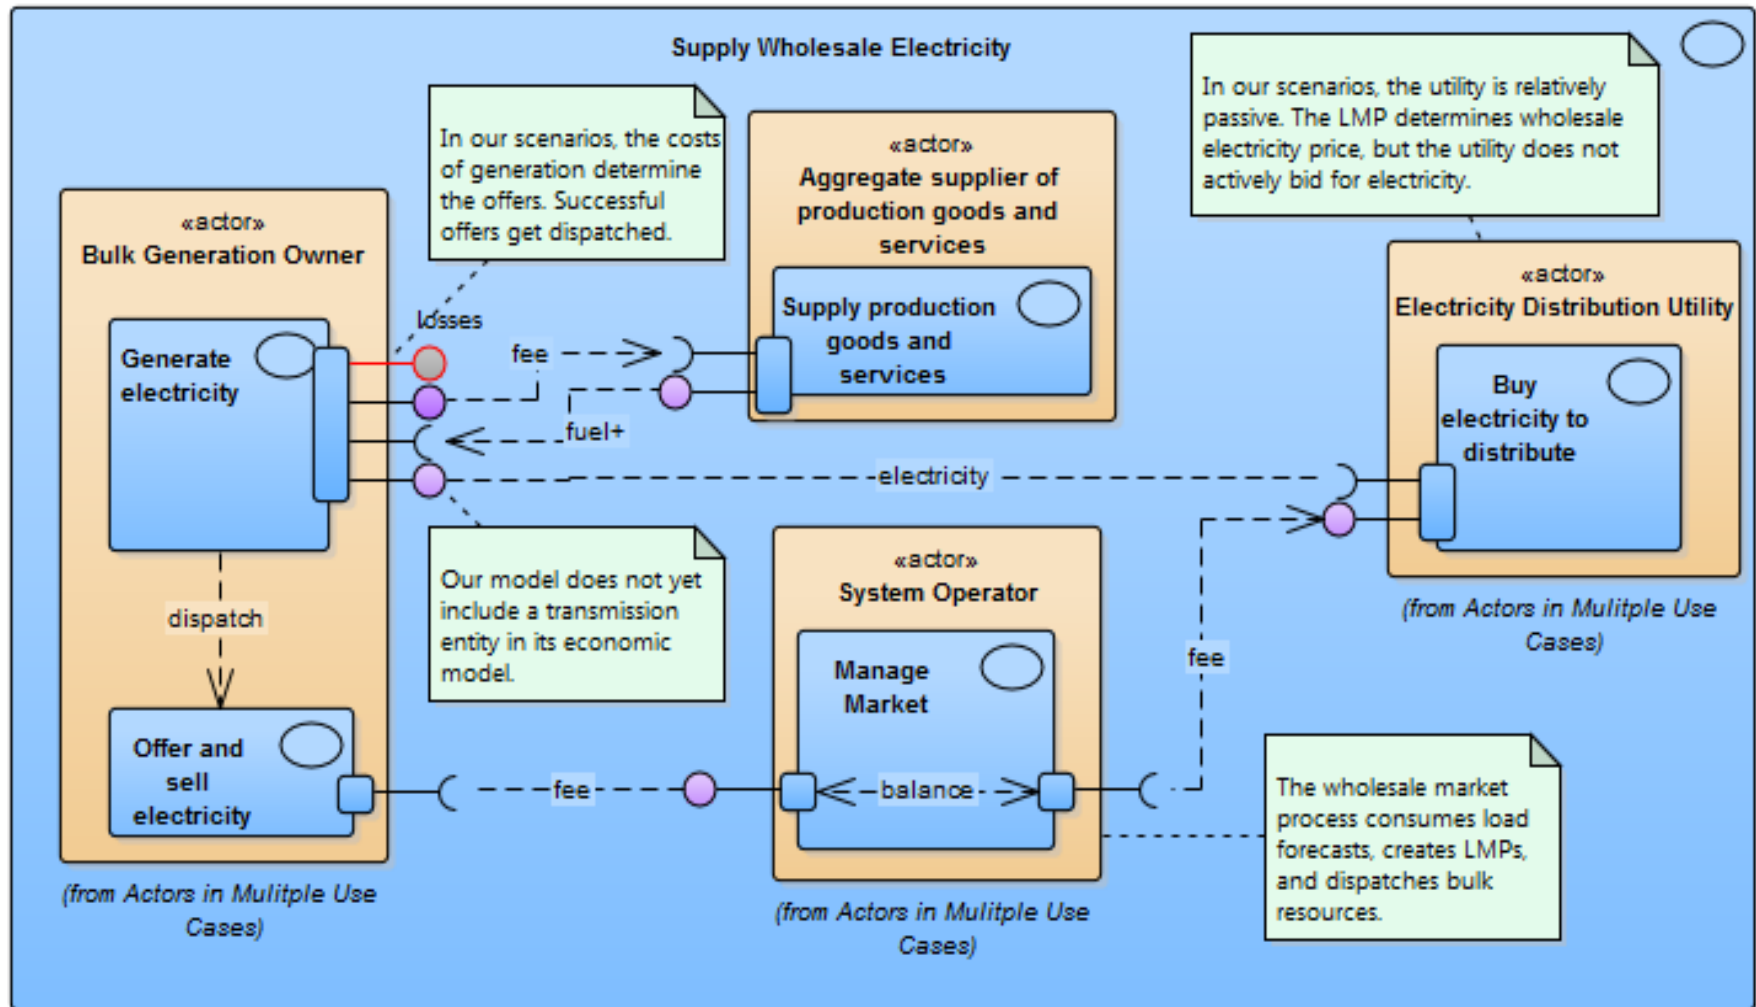 Supply Wholesale Electricity
In our scenarios, the costs
of generation determine
the offers. Successful
offers get dispatched.
In our scenarios, the utility is relatively
passive. The LMP determines wholesale
electricity price, but the utility does not
actively bid for electricity.
«actor»
Aggregate supplier of
production goods and
services
Supply production
goods and
services
«actor»
Bulk Generation Owner
Generate
electricity
losses
fee
fuel+
electricity
«actor»
Electricity Distribution Utility
Buy
electricity to
distribute
(from Actors in Mulitple Use
Cases)
Our model does not yet
include a transmission
entity in its economic
model.
dispatch
Offer and
sell
electricity
(from Actors in Mulitple Use
Cases)
fee
«actor»
System Operator
Manage
Market
balance
(from Actors in Mulitple Use
Cases)
fee
The wholesale market
process consumes load
forecasts, creates LMPs,
and dispatches bulk
resources.